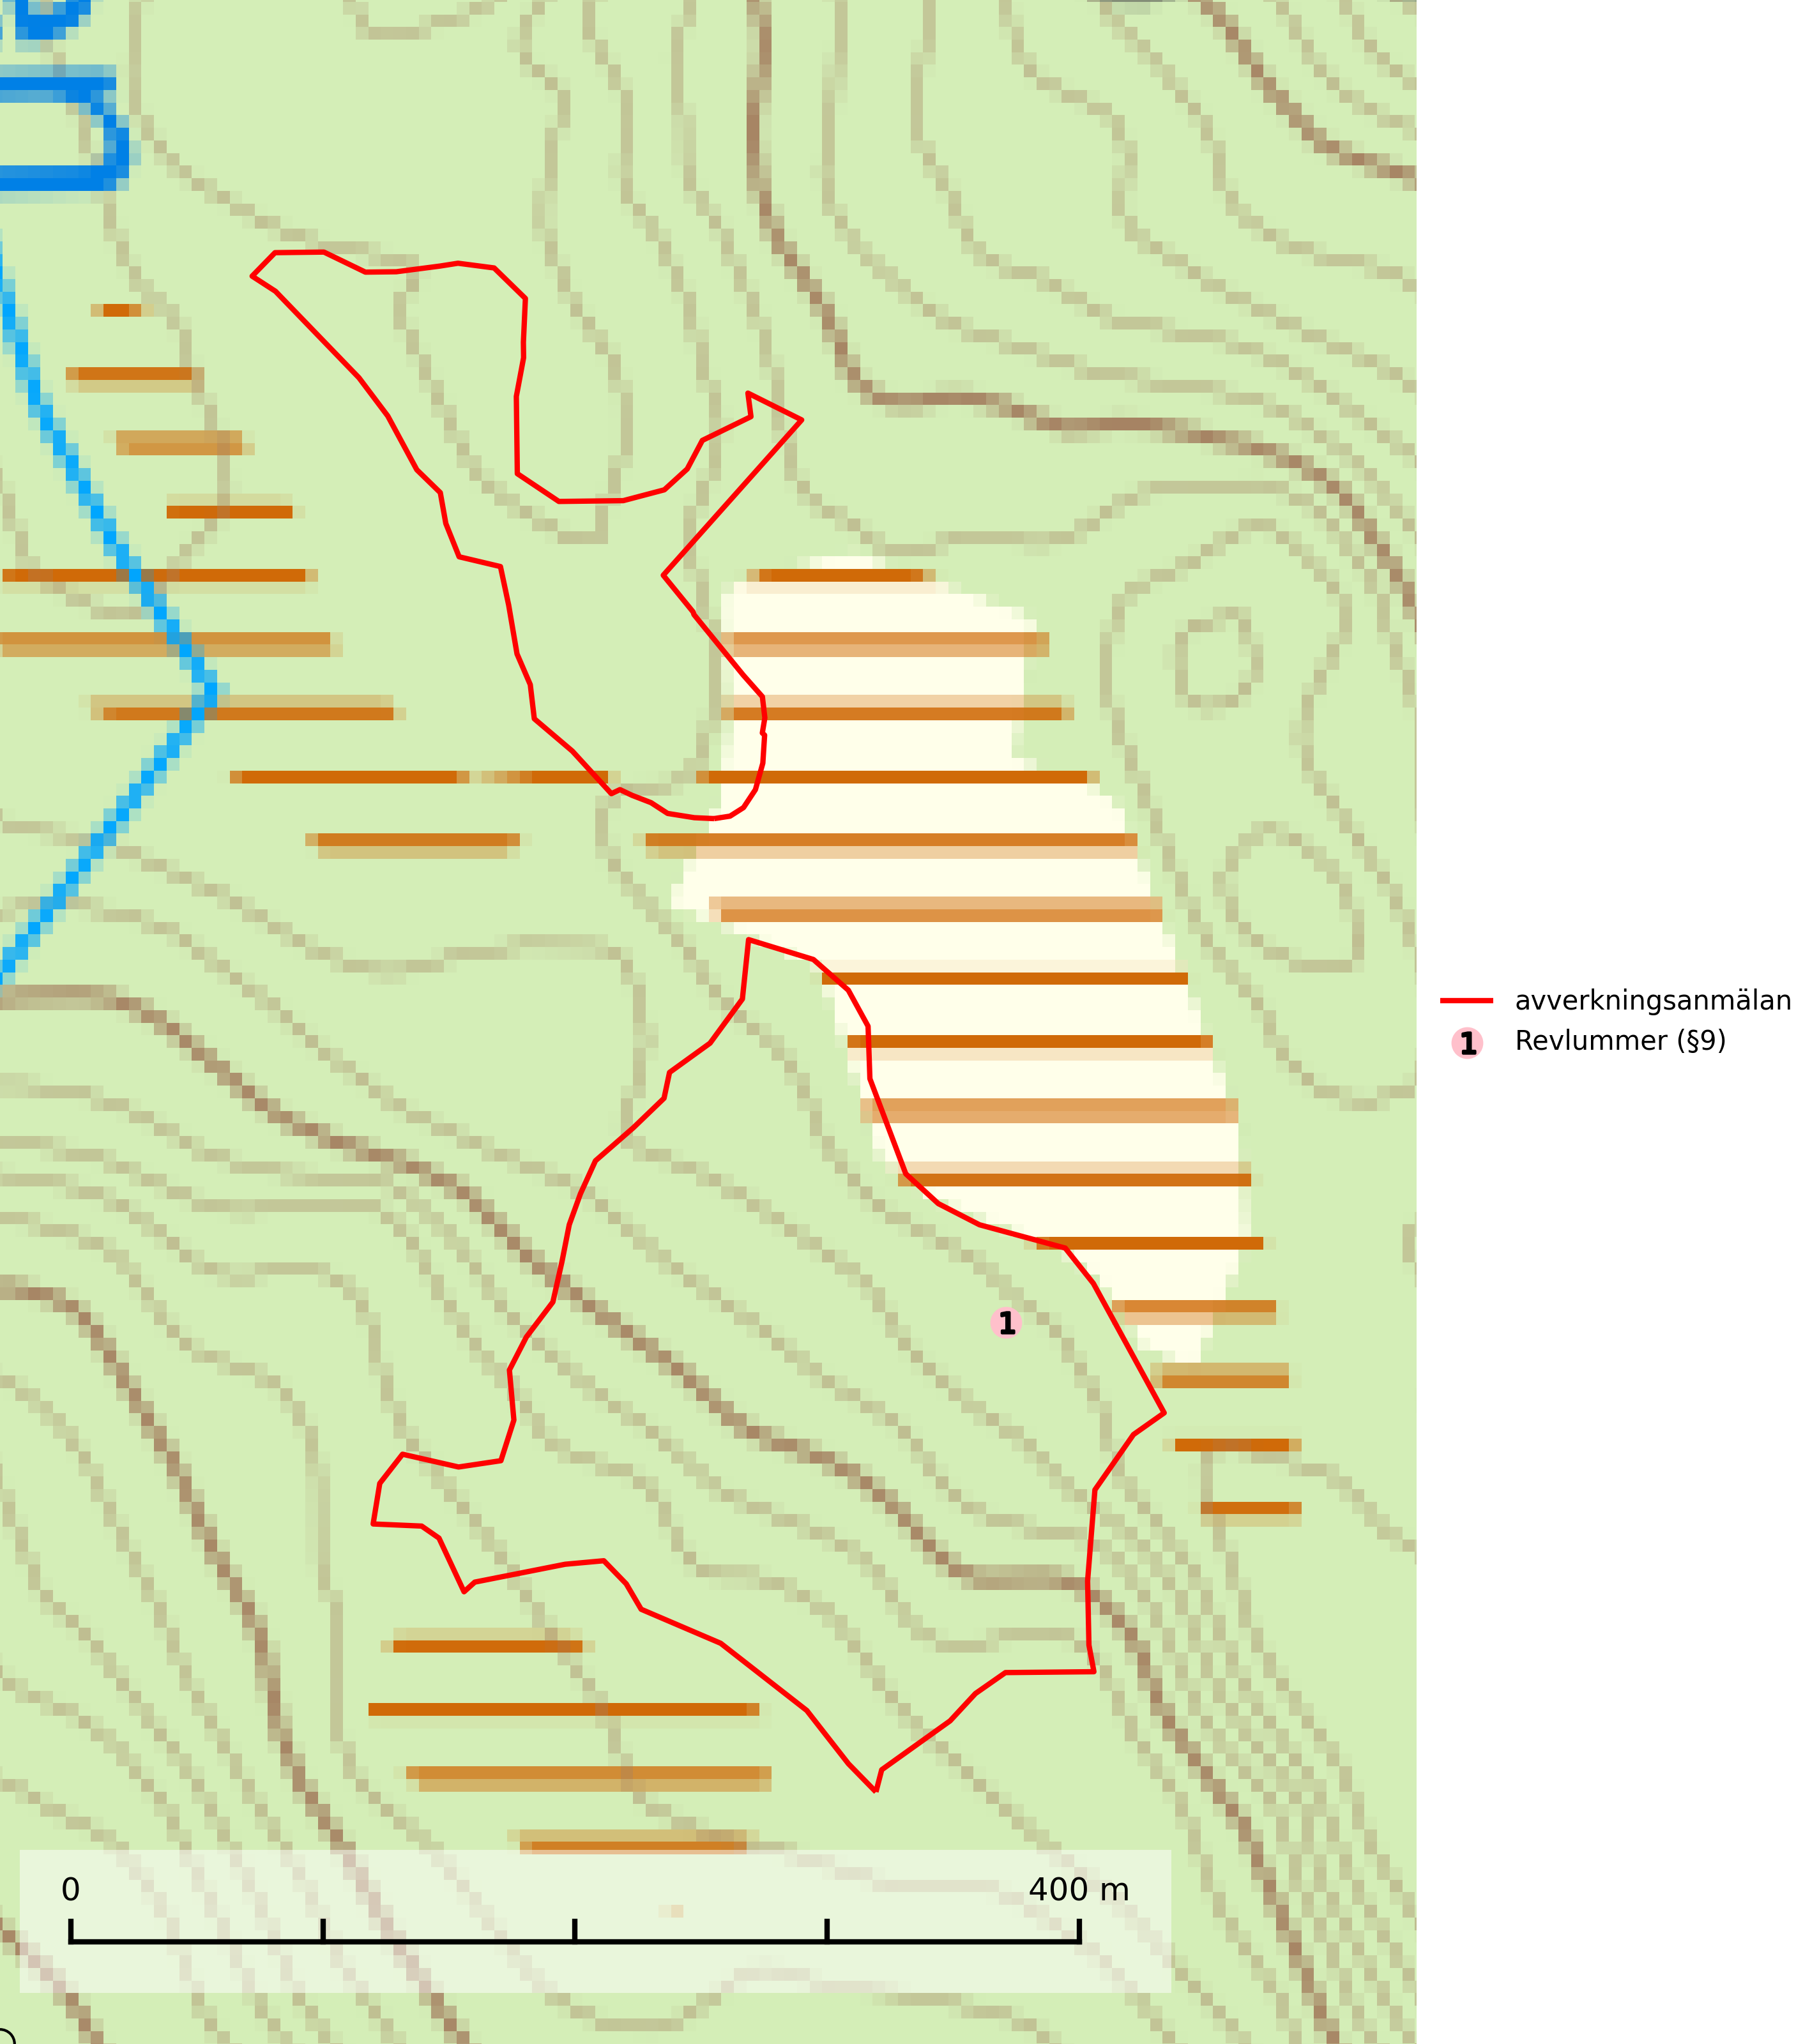 avverkningsanmälan
1 Revlummer (§9)
1
0 400 m